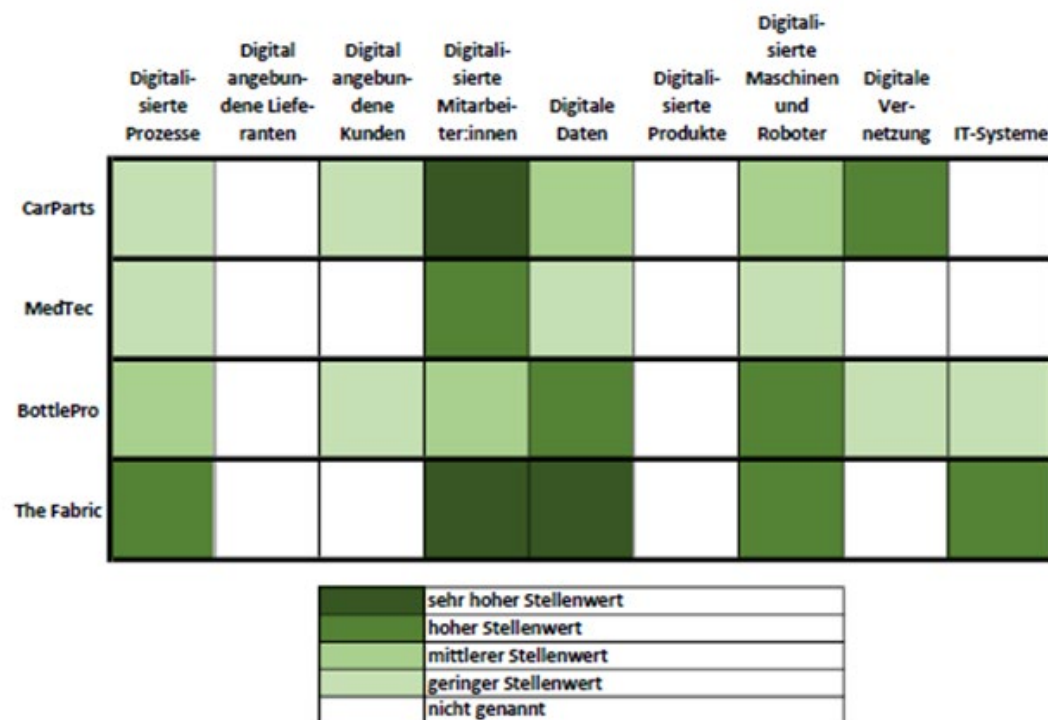 Digitali-
sierte
Prozesse
Digital
angebun-
dene Liefe-
ranten
Digital
angebun-
dene
Kunden
Digitali-
sierte
Mitarbei-
ter:innen
Digitale
Daten
Digitali-
sierte
Produkte
Digitali-
sierte
Maschinen
und
Roboter
Digitale
Ver-
netzung
IT-Systeme
CarParts
MedTec
BottlePro
The Fabric
sehr hoher Stellenwert
hoher Stellenwert
mittlerer Stellenwert
geringer Stellenwert
nicht genannt